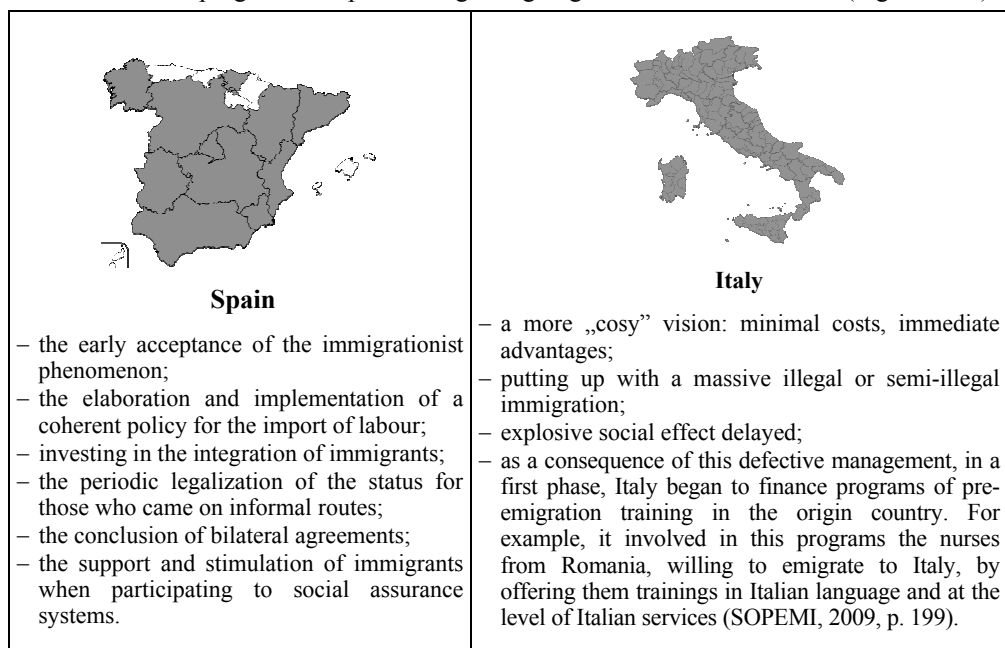 Spain
– the early acceptance of the immigrationist
phenomenon;
– the elaboration and implementation of a
coherent policy for the import of labour;
– investing in the integration of immigrants;
– the periodic legalization of the status for
those who came on informal routes;
– the conclusion of bilateral agreements;
– the support and stimulation of immigrants
when participating to social assurance
systems.
Italy
– a more „cosy” vision: minimal costs, immediate
advantages;
– putting up with a massive illegal or semi-illegal
immigration;
– explosive social effect delayed;
– as a consequence of this defective management, in a
first phase, Italy began to finance programs of pre-
emigration training in the origin country. For
example, it involved in this programs the nurses
from Romania, willing to emigrate to Italy, by
offering them trainings in Italian language and at the
level of Italian services (SOPEMI, 2009, p. 199).